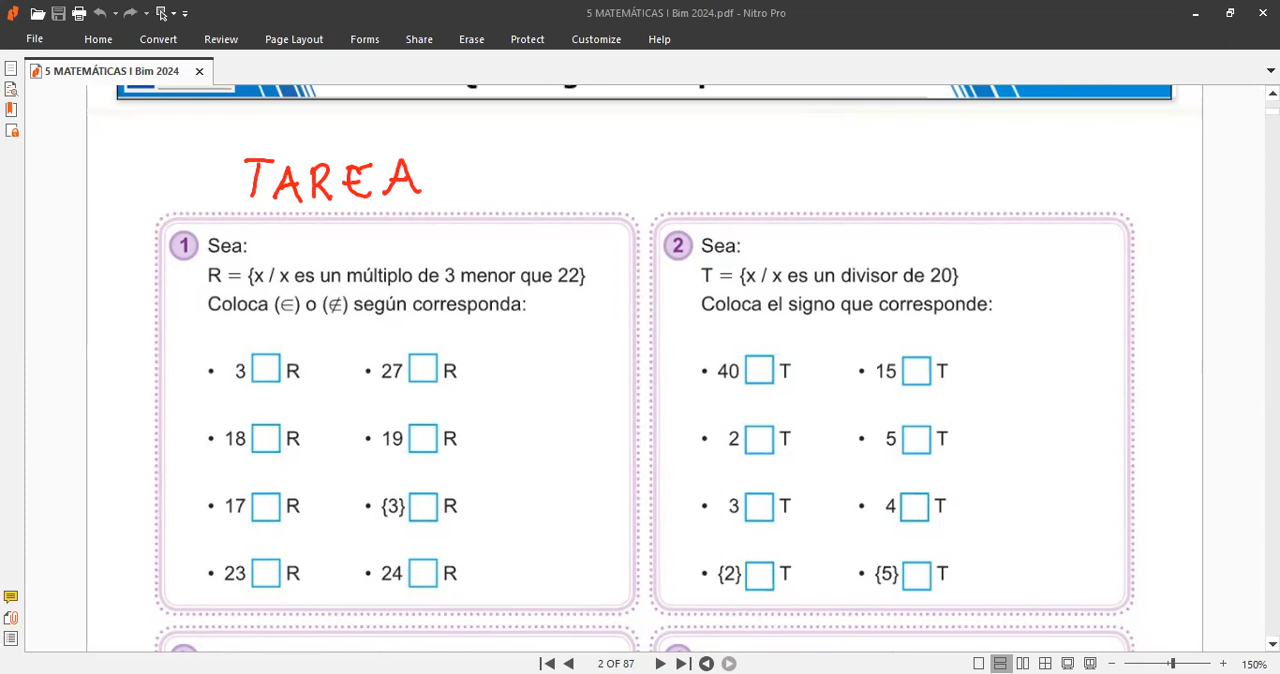 5 MATEMÁTICAS I Bim 2024.pdf - Nitro Pro
File Home Convert Review Page Layout Forms Share Erase Protect Customize Help
5 MATEMÁTICAS I Bim 2024
TAREA
1 Sea:
R = {x / x es un múltiplo de 3 menor que 22}
Coloca (∈) o (∉) según corresponda:
• 3 R • 27 R
• 18 R • 19 R
• 17 R • {3} R
• 23 R • 24 R
2 Sea:
T = {x / x es un divisor de 20}
Coloca el signo que corresponde:
• 40 T • 15 T
• 2 T • 5 T
• 3 T • 4 T
• {2} T • {5} T
2 OF 87
150%